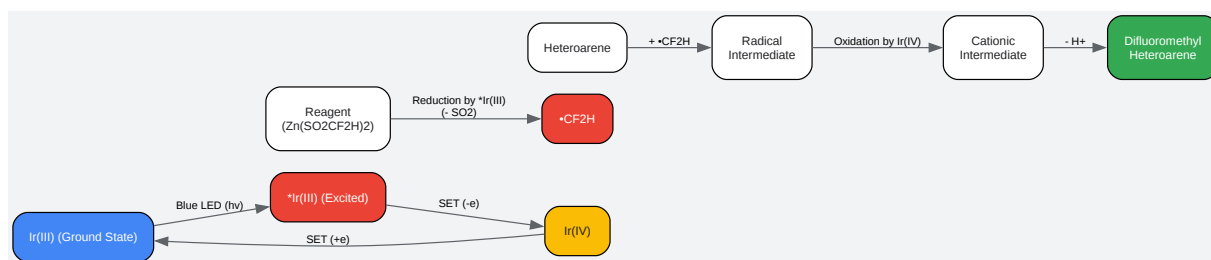 Heteroarene
+ •CF2H
Radical
Intermediate
Oxidation by Ir(IV)
Cationic
Intermediate
- H+
Difluoromethyl
Heteroarene
Reagent
(Zn(SO2CF2H)2)
Reduction by *Ir(III)
(- SO2)
•CF2H
Ir(III) (Ground State)
Blue LED (hv)
*Ir(III) (Excited)
SET (-e)
Ir(IV)
SET (+e)